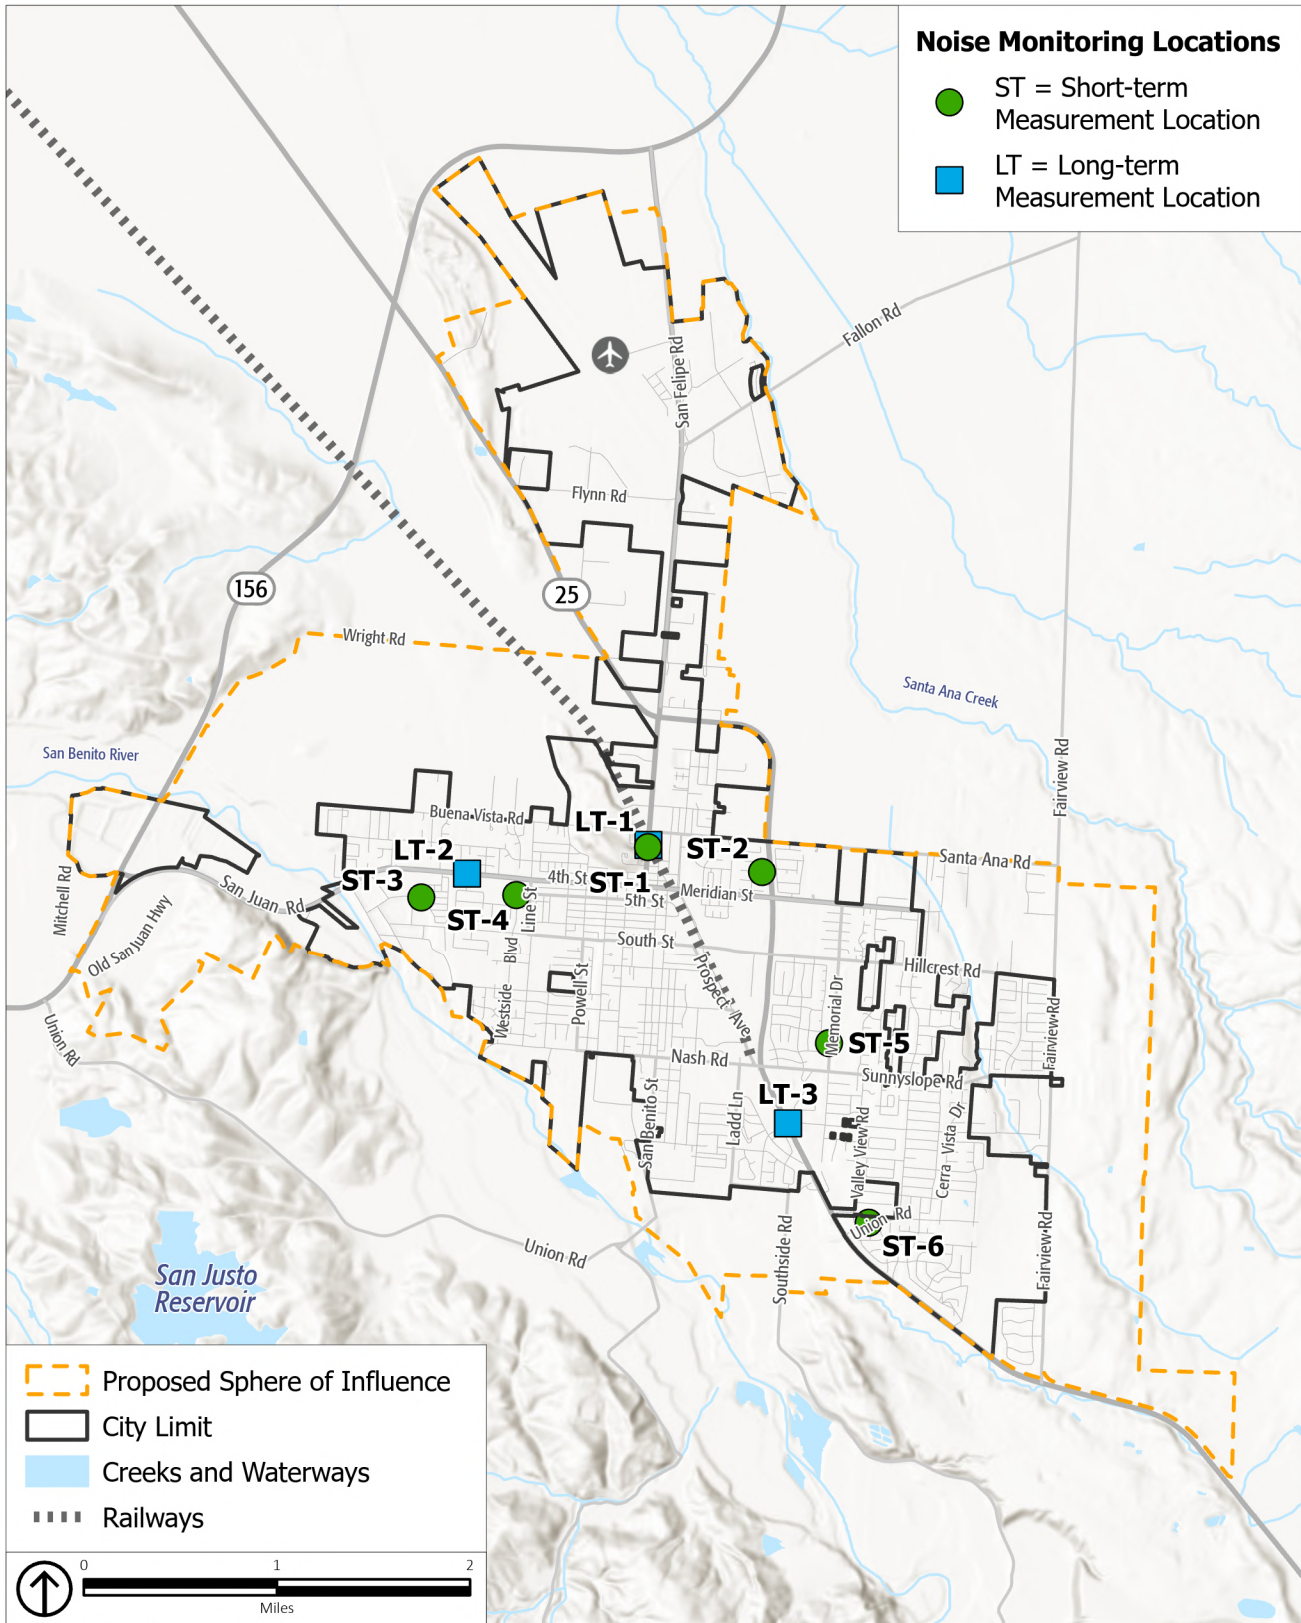 Noise Monitoring Locations
ST = Short-term
Measurement Location
LT = Long-term
Measurement Location
Fallon Rd
San Felipe Rd
Flynn Rd
156
25
Wright Rd
Santa Ana Creek
San Benito River
Fairview Rd
Buena Vista Rd
LT-1
LT-2
ST-2
Santa Ana Rd
ST-3
4th St
ST-1
Meridian St
San Juan Rd
5th St
Mitchell Rd
ST-4
Line St
Old San Juan Hwy
South St
Hillcrest Rd
Westside Blvd
Powell St
Prospect Ave
Memorial Dr
Fairview Rd
Union Rd
ST-5
Nash Rd
Sunnyslope Rd
LT-3
San Benito St
Ladd Ln
Valley View Rd
Cerra Vista Dr
Union Rd
ST-6
Union Rd
Southside Rd
Fairview Rd
San Justo
Reservoir
Proposed Sphere of Influence
City Limit
Creeks and Waterways
Railways
0 1 2
Miles